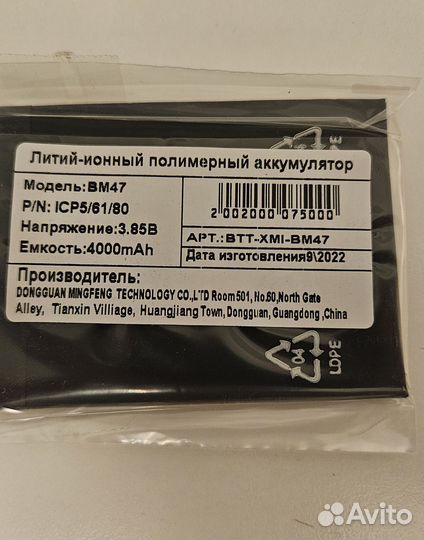 Литий-ионный полимерный аккумулятор
Модель:BM47
P/N: ICP5/61/80
Напряжение:3.85В
Емкость:4000mAh
2 002000 075000
АРТ.:BTT-XMI-BM47
Дата изготовления9\2022
Производитель:
DONGGUAN MINGFENG TECHNOLOGY CO.,LTD Room 501, No.60,North Gate
Alley, Tianxin Villiage, Huangjiang Town, Dongguan, Guangdong ,China
04
LDPE
Avito